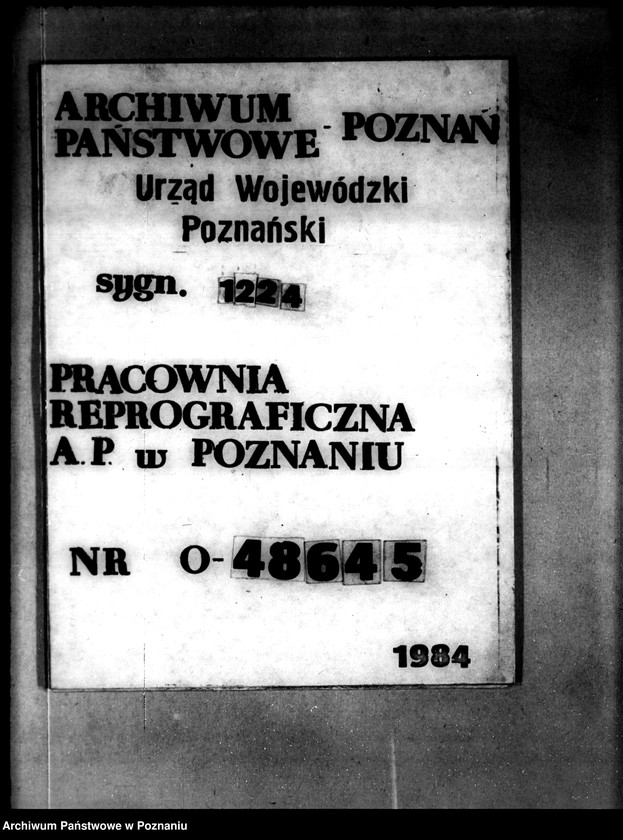 ARCHIWUM
PAŃSTWOWE - POZNAŃ
Urząd Wojewódzki
Poznański
sygn. 1224
PRACOWNIA
REPROGRAFICZNA
A.P. w POZNANIU
NR O-48645
1984
Archiwum Państwowe w Poznaniu